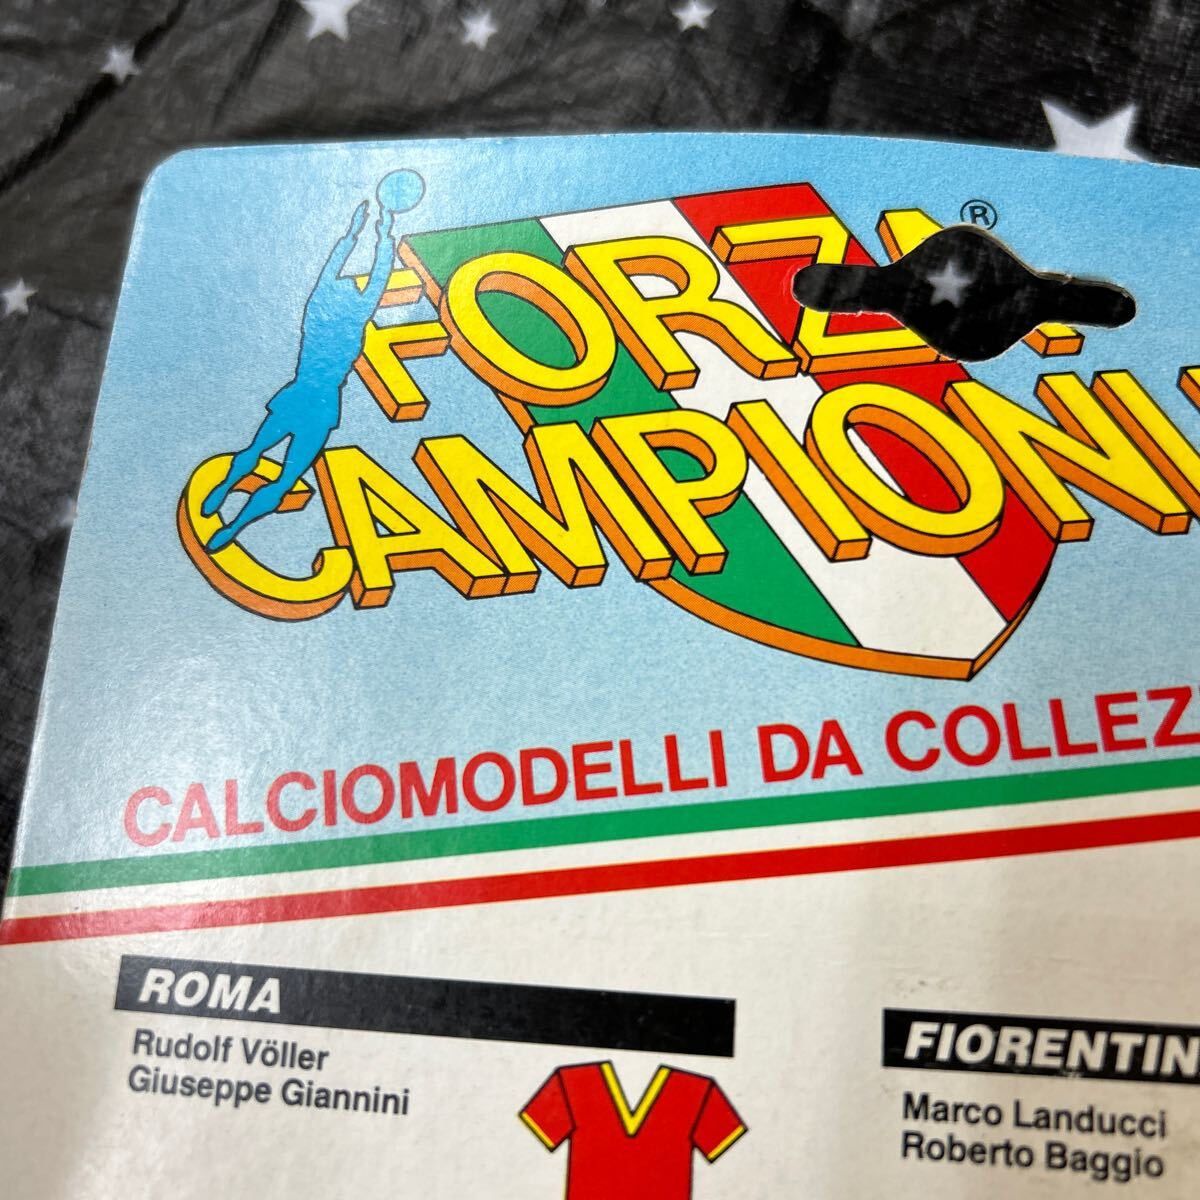 FORZA ®
CAMPIONI
CALCIOMODELLI DA COLLEZ
ROMA
Rudolf Völler
Giuseppe Giannini
FIORENTIN
Marco Landucci
Roberto Baggio